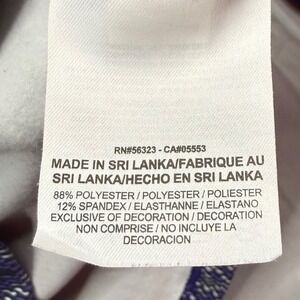 RN#56323 - CA#05553
MADE IN SRI LANKA/FABRIQUE AU
SRI LANKA/HECHO EN SRI LANKA
88% POLYESTER / POLYESTER / POLIESTER
12% SPANDEX / ELASTHANNE / ELASTANO
EXCLUSIVE OF DECORATION / DECORATION
NON COMPRISE / NO INCLUYE LA
DECORACION